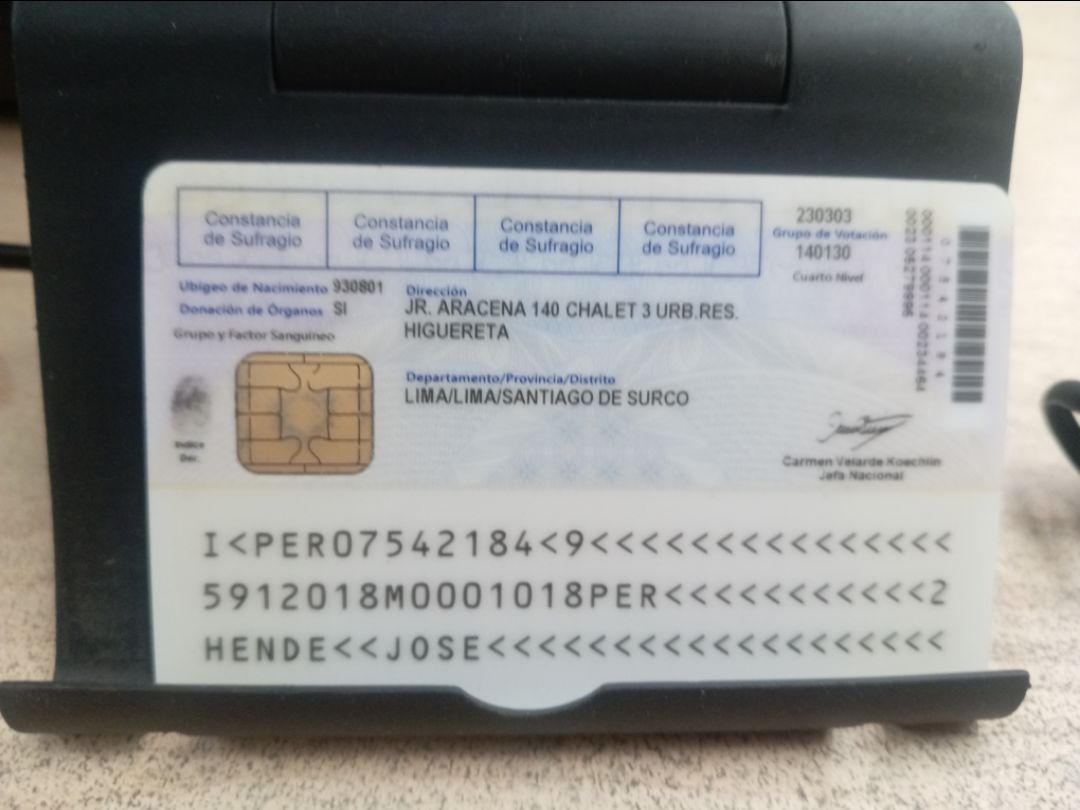 Constancia de Sufragio
Constancia de Sufragio
Constancia de Sufragio
Constancia de Sufragio
230303
Grupo de Votación
140130
Cuarto Nivel
Ubigeo de Nacimiento 930801
Donación de Órganos SI
Grupo y Factor Sanguíneo
Dirección
JR. ARACENA 140 CHALET 3 URB.RES.
HIGUERETA
Departamento/Provincia/Distrito
LIMA/LIMA/SANTIAGO DE SURCO
Indice
Der.
Carmen Velarde Koechlin
Jefa Nacional
07542184
I<PER07542184<9<<<<<<<<<<<<<<<
5912018M0001018PER<<<<<<<<<<<2
HENDE<<JOSE<<<<<<<<<<<<<<<<<<<